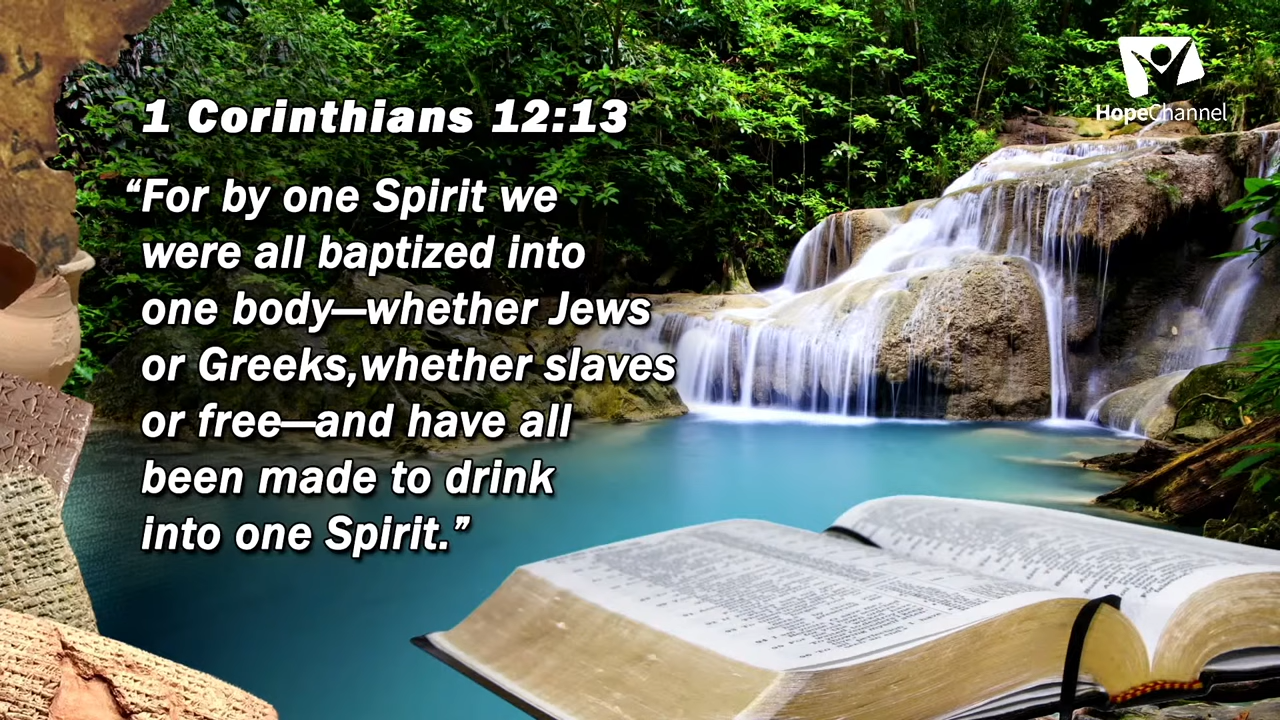 HopeChannel
1 Corinthians 12:13
“For by one Spirit we
were all baptized into
one body—whether Jews
or Greeks,whether slaves
or free—and have all
been made to drink
into one Spirit.”